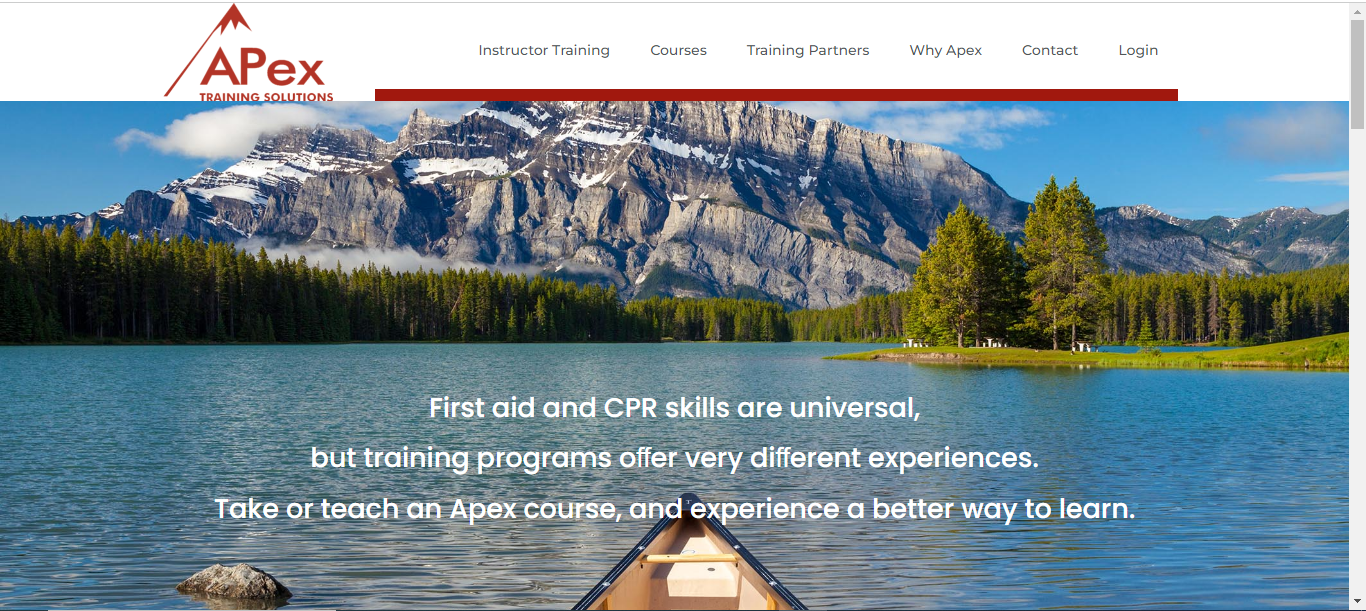 APex
TRAINING SOLUTIONS
Instructor Training
Courses
Training Partners
Why Apex
Contact
Login
First aid and CPR skills are universal,
but training programs offer very different experiences.
Take or teach an Apex course, and experience a better way to learn.